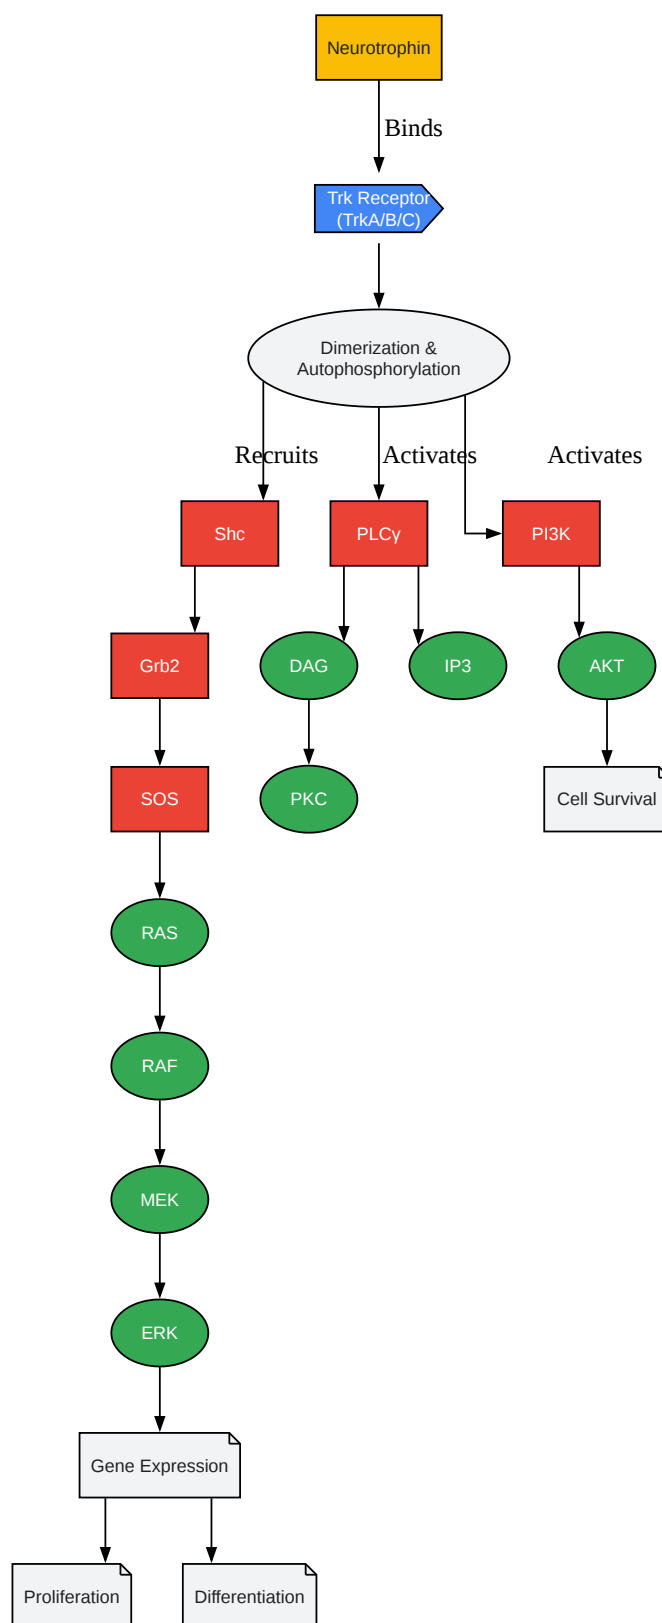 Neurotrophin
Binds
Trk Receptor
(TrkA/B/C)
Dimerization &
Autophosphorylation
Recruits
Activates
Activates
Shc
PLCγ
PI3K
Grb2
DAG
IP3
AKT
SOS
PKC
Cell Survival
RAS
RAF
MEK
ERK
Gene Expression
Proliferation
Differentiation